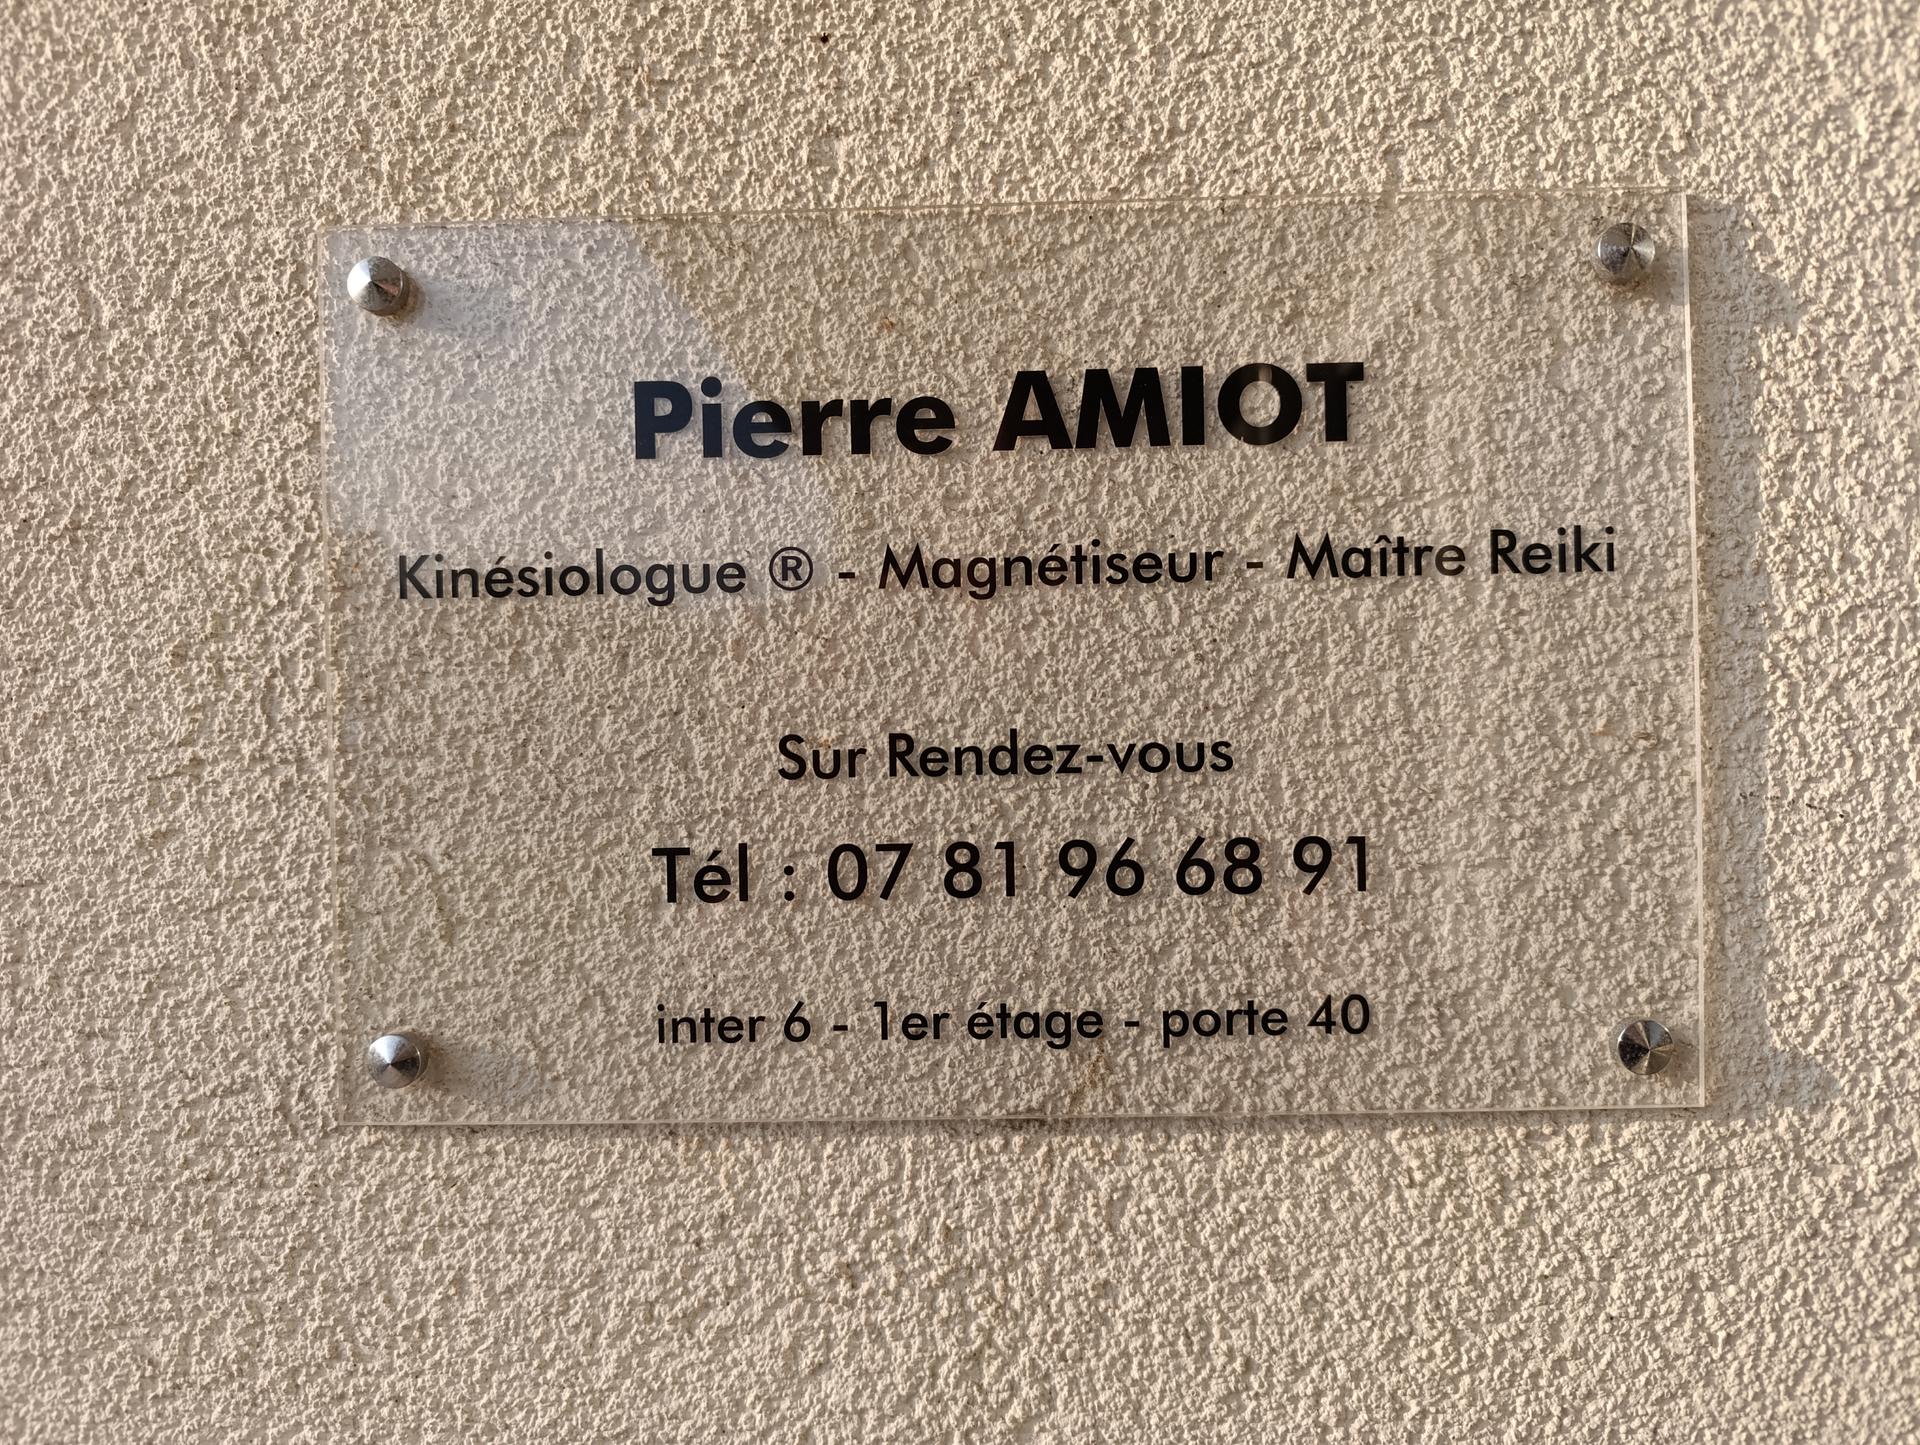 Pierre AMIOT
Kinésiologue ® - Magnétiseur - Maître Reiki
Sur Rendez-vous
Tél : 07 81 96 68 91
inter 6 - 1er étage - porte 40